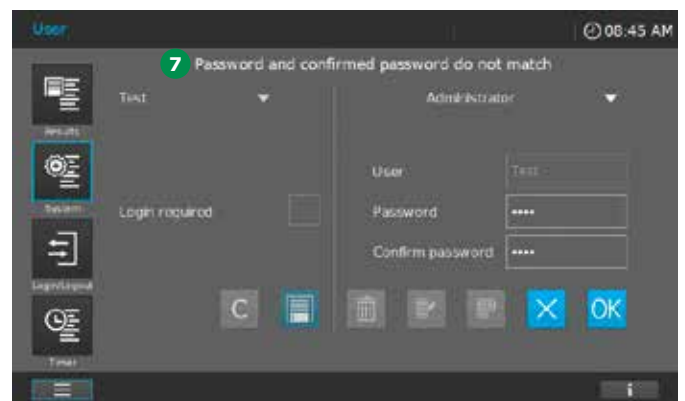 User
08:45 AM
7 Password and confirmed password do not match
Test
Administrator
Results
User
Test
System
Login required
Password
••••
Confirm password
••••
Login/Logout
C
OK
Timer
i